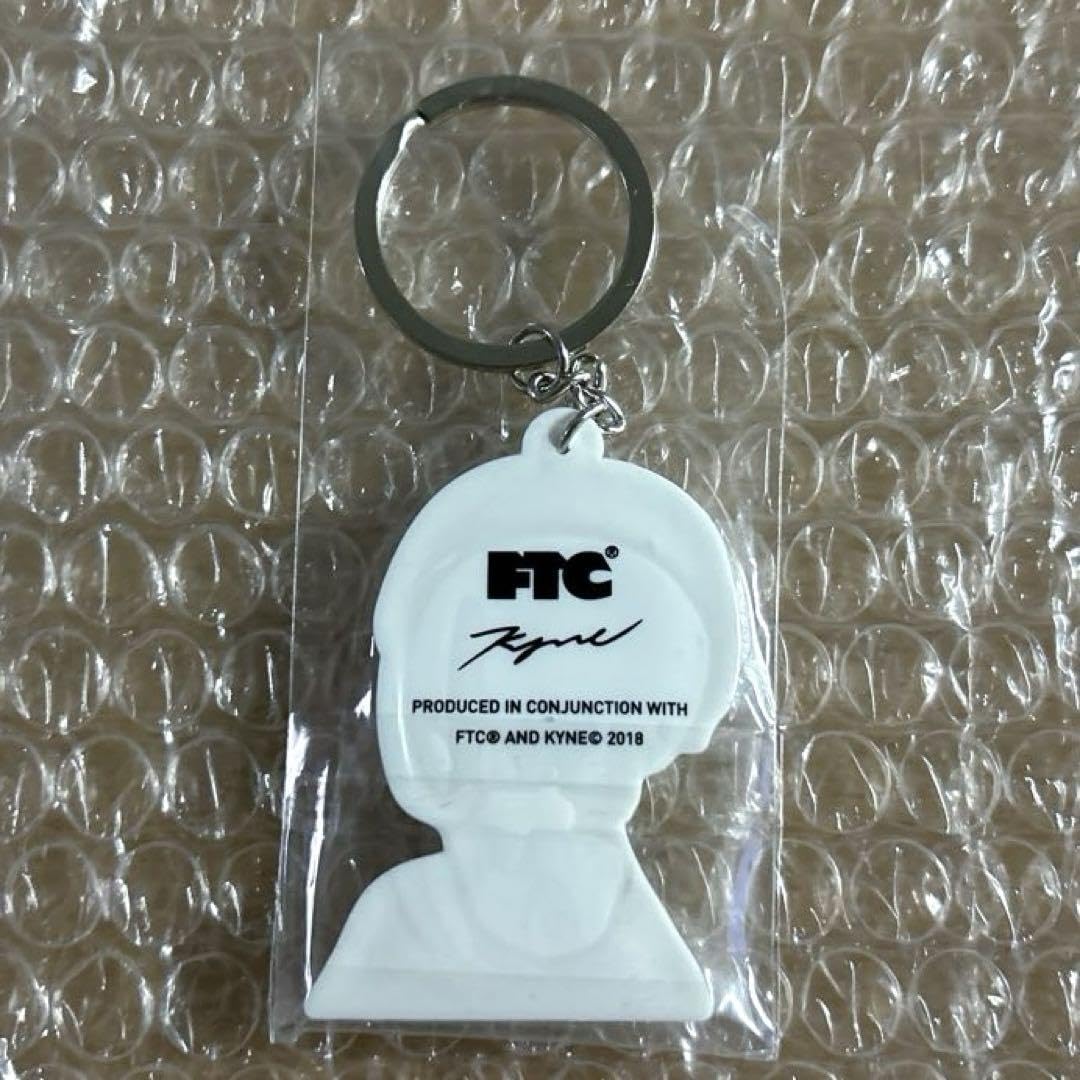 FTC®
Kyne
PRODUCED IN CONJUNCTION WITH
FTC® AND KYNE© 2018